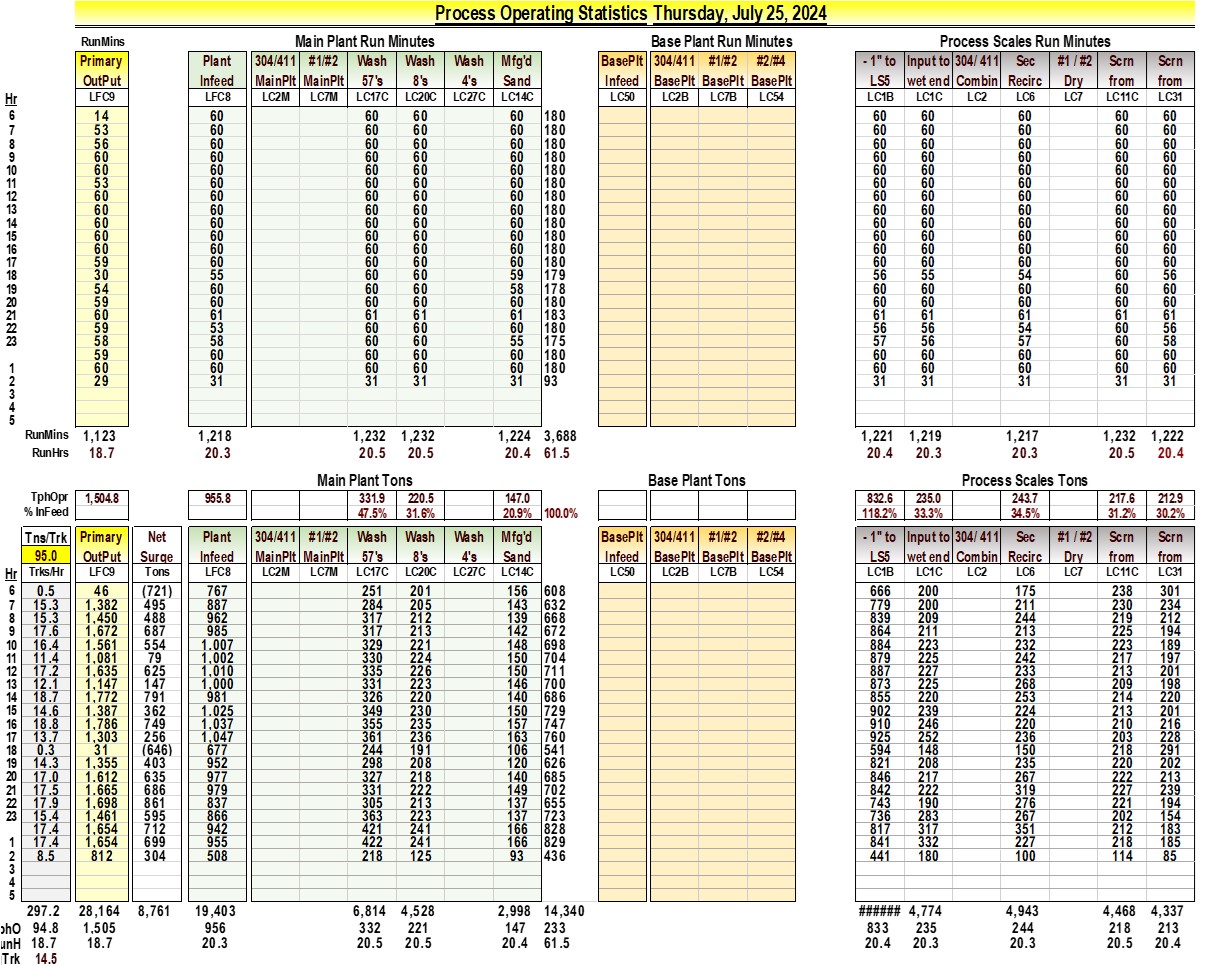 Process Operating Statistics Thursday, July 25, 2024
RunMins Main Plant Run Minutes Base Plant Run Minutes Process Scales Run Minutes
Primary Plant 304/411 #1/#2 Wash Wash Wash Mfg'd BasePlt 304/411 #1/#2 #2/#4 - 1" to Input to 304/ 411 Sec #1 / #2 Scrn Scrn
OutPut Infeed MainPlt MainPlt 57's 8's 4's Sand Infeed BasePlt BasePlt BasePlt LS5 wet end Combin Recirc Dry from from
Hr LFC9 LFC8 LC2M LC7M LC17C LC20C LC27C LC14C LC50 LC2B LC7B LC54 LC1B LC1C LC2 LC6 LC7 LC11C LC31
6 14 60 60 60 60 180 60 60 60 60 60
7 53 60 60 60 60 180 60 60 60 60 60
8 56 60 60 60 60 180 60 60 60 60 60
9 60 60 60 60 60 180 60 60 60 60 60
10 60 60 60 60 60 180 60 60 60 60 60
11 53 60 60 60 60 180 60 60 60 60 60
12 60 60 60 60 60 180 60 60 60 60 60
13 60 60 60 60 60 180 60 60 60 60 60
14 60 60 60 60 60 180 60 60 60 60 60
15 60 60 60 60 60 180 60 60 60 60 60
16 60 60 60 60 60 180 60 60 60 60 60
17 59 60 60 60 60 180 60 60 60 60 60
18 30 55 60 60 59 179 56 55 54 60 56
19 54 60 60 60 58 178 60 60 60 60 60
20 59 60 60 60 60 180 60 60 60 60 60
21 60 61 61 61 61 183 61 61 61 61 61
22 59 53 60 60 60 180 56 56 54 60 56
23 58 58 60 60 55 175 57 56 57 60 58
59 60 60 60 60 180 60 60 60 60 60
1 60 60 60 60 60 180 60 60 60 60 60
2 29 31 31 31 31 93 31 31 31 31 31
3
4
5
RunMins 1,123 1,218 1,232 1,232 1,224 3,688 1,221 1,219 1,217 1,232 1,222
RunHrs 18.7 20.3 20.5 20.5 20.4 61.5 20.4 20.3 20.3 20.5 20.4
Main Plant Tons Base Plant Tons Process Scales Tons
TphOpr 1,504.8 955.8 331.9 220.5 147.0 832.6 235.0 243.7 217.6 212.9
% InFeed 47.5% 31.6% 20.9% 100.0% 118.2% 33.3% 34.5% 31.2% 30.2%
Tns/Trk Primary Net Plant 304/411 #1/#2 Wash Wash Wash Mfg'd BasePlt 304/411 #1/#2 #2/#4 - 1" to Input to 304/ 411 Sec #1 / #2 Scrn Scrn
95.0 OutPut Surge Infeed MainPlt MainPlt 57's 8's 4's Sand Infeed BasePlt BasePlt BasePlt LS5 wet end Combin Recirc Dry from from
Hr Trks/Hr LFC9 Tons LFC8 LC2M LC7M LC17C LC20C LC27C LC14C LC50 LC2B LC7B LC54 LC1B LC1C LC2 LC6 LC7 LC11C LC31
6 0.5 46 (721) 767 251 201 156 608 666 200 175 238 301
7 15.3 1,382 495 887 284 205 143 632 779 200 211 230 234
8 15.3 1,450 488 962 317 212 139 668 839 209 244 219 212
9 17.6 1,672 687 985 317 213 142 672 864 211 213 225 194
10 16.4 1,561 554 1,007 329 221 148 698 884 223 232 223 189
11 11.4 1,081 79 1,002 330 224 150 704 879 225 242 217 197
12 17.2 1,635 625 1,010 335 226 150 711 887 227 233 213 201
13 12.1 1,147 147 1,000 331 223 146 700 873 225 268 209 198
14 18.7 1,772 791 981 326 220 140 686 855 220 253 214 220
15 14.6 1,387 362 1,025 349 230 150 729 902 239 224 213 201
16 18.8 1,786 749 1,037 355 235 157 747 910 246 220 210 216
17 13.7 1,303 256 1,047 361 236 163 760 925 252 236 203 228
18 0.3 31 (646) 677 244 191 106 541 594 148 150 218 291
19 14.3 1,355 403 952 298 208 120 626 821 208 235 220 202
20 17.0 1,612 635 977 327 218 140 685 846 217 267 222 213
21 17.5 1,665 686 979 331 222 149 702 842 222 319 227 239
22 17.9 1,698 861 837 305 213 137 655 743 190 276 221 194
23 15.4 1,461 595 866 363 223 137 723 736 283 267 202 154
17.4 1,654 712 942 421 241 166 828 817 317 351 212 183
1 17.4 1,654 699 955 422 241 166 829 841 332 227 218 185
2 8.5 812 304 508 218 125 93 436 441 180 100 114 85
3
4
5
297.2 28,164 8,761 19,403 6,814 4,528 2,998 14,340 ###### 4,774 4,943 4,468 4,337
phO 94.8 1,505 956 332 221 147 233 833 235 244 218 213
unH 18.7 18.7 20.3 20.5 20.5 20.4 61.5 20.4 20.3 20.3 20.5 20.4
Trk 14.5